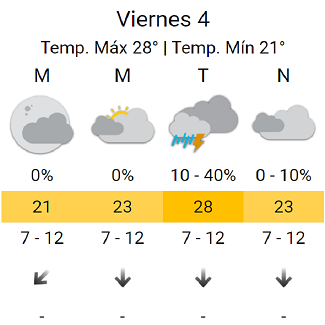 Viernes 4
Temp. Máx 28° | Temp. Mín 21°
M M T N
0% 0% 10 - 40% 0 - 10%
21 23 28 23
7 - 12 7 - 12 7 - 12 7 - 12
- - - -